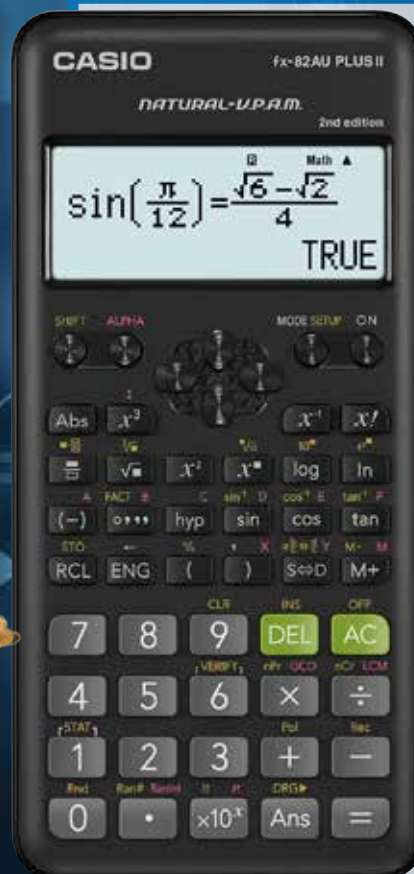 CASIO fx-82AU PLUS II
NATURAL-V.P.A.M.
2nd edition
R Math ▲
sin(π/12)=(√6−√2)/4
TRUE
SHIFT ALPHA MODE SETUP ON
:
Abs x³ x⁻¹ x!
√■ x² x■ log ln
A FACT B C sin⁻¹ D cos⁻¹ E tan⁻¹ F
(−) °’’’ hyp sin cos tan
STO ← % , X Y M− M
RCL ENG ( ) S⇔D M+
CLR INS OFF
7 8 9 DEL AC
VERIFY nPr GCD nCr LCM
4 5 6 × ÷
STAT Pol Rec
1 2 3 + −
Rnd Ran# RanInt π e DRG▶
0 • ×10ˣ Ans =